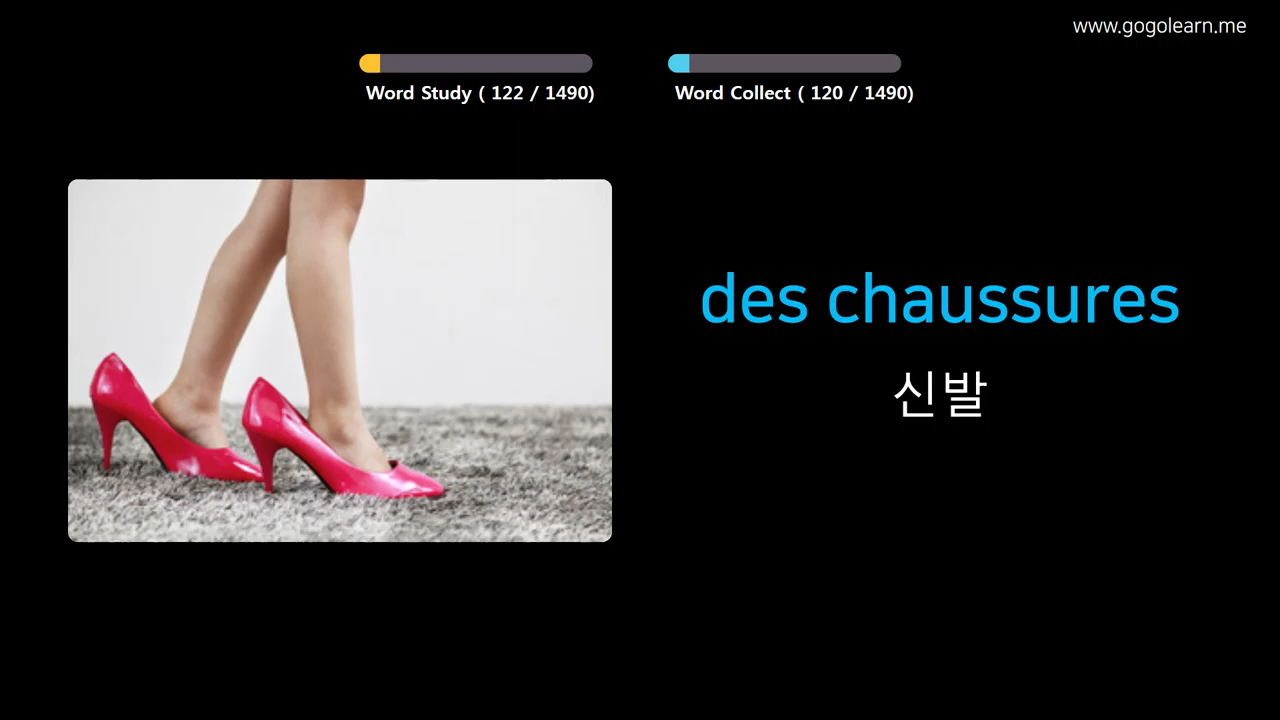 www.gogolearn.me
Word Study ( 122 / 1490)
Word Collect ( 120 / 1490)
des chaussures
신발